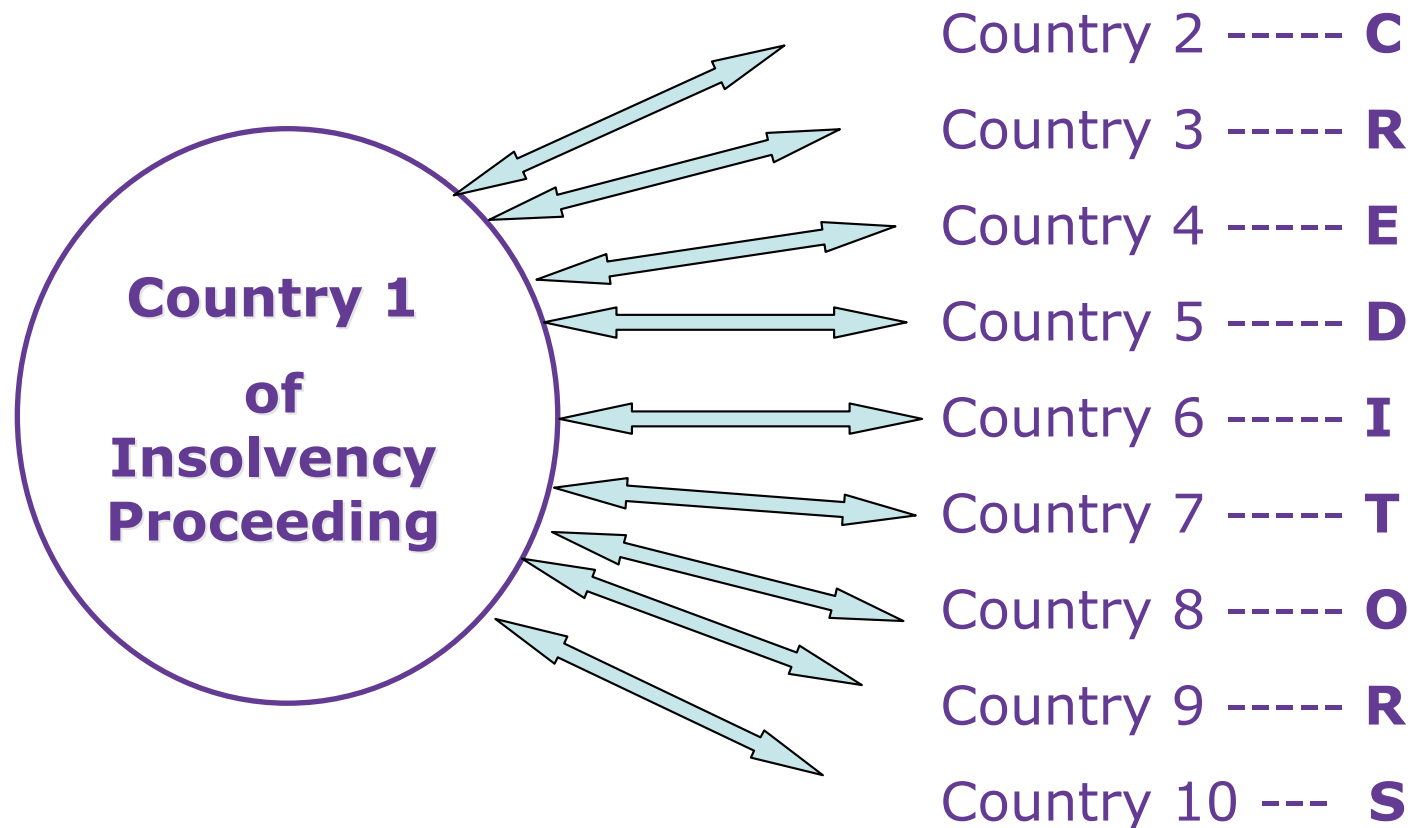 Country 1
of
Insolvency
Proceeding
Country 2 ----- C
Country 3 ----- R
Country 4 ----- E
Country 5 ----- D
Country 6 ----- I
Country 7 ----- T
Country 8 ----- O
Country 9 ----- R
Country 10 --- S